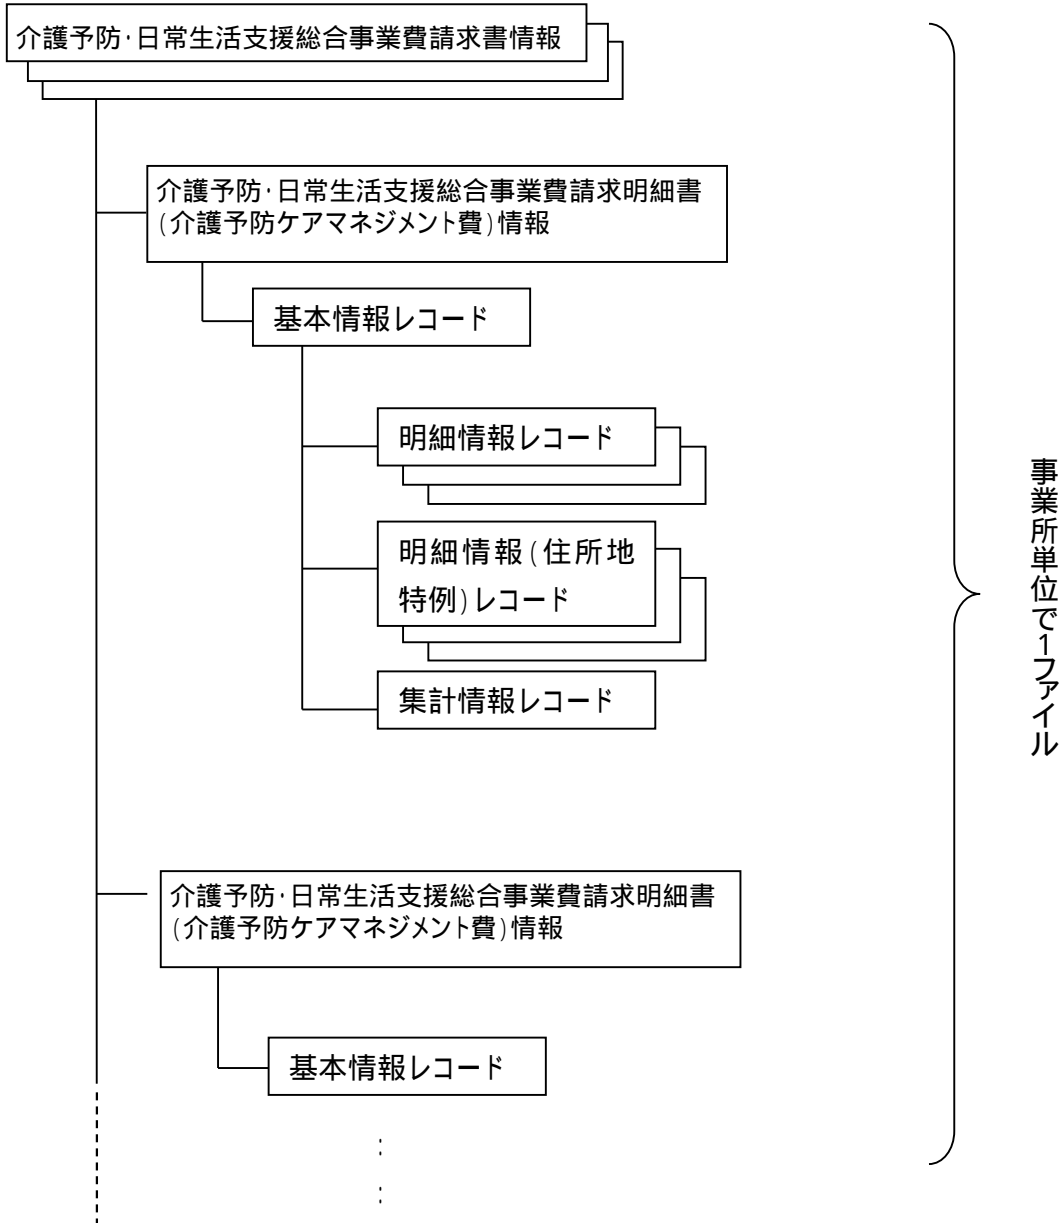 介護予防･日常生活支援総合事業費請求書情報
介護予防･日常生活支援総合事業費請求明細書
(介護予防ケアマネジメント費)情報
基本情報レコード
明細情報レコード
明細情報(住所地
特例)レコード
集計情報レコード
事業所単位で1ファイル
介護予防･日常生活支援総合事業費請求明細書
(介護予防ケアマネジメント費)情報
基本情報レコード
:
: